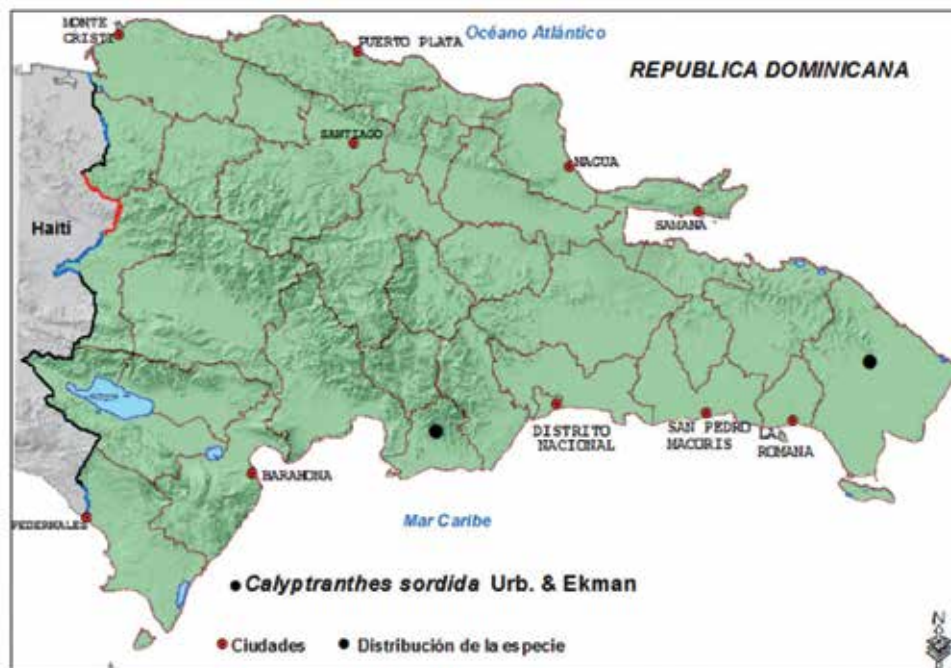 MONTE
CRISTI
PUERTO PLATA
Océano Atlántico
REPUBLICA DOMINICANA
SANTIAGO
NAGUA
SAMANA
Haití
DISTRITO
NACIONAL
SAN PEDRO
MACORIS
LA
ROMANA
BARAHONA
PEDERNALES
Mar Caribe
Calyptranthes sordida Urb. & Ekman
Ciudades
Distribución de la especie